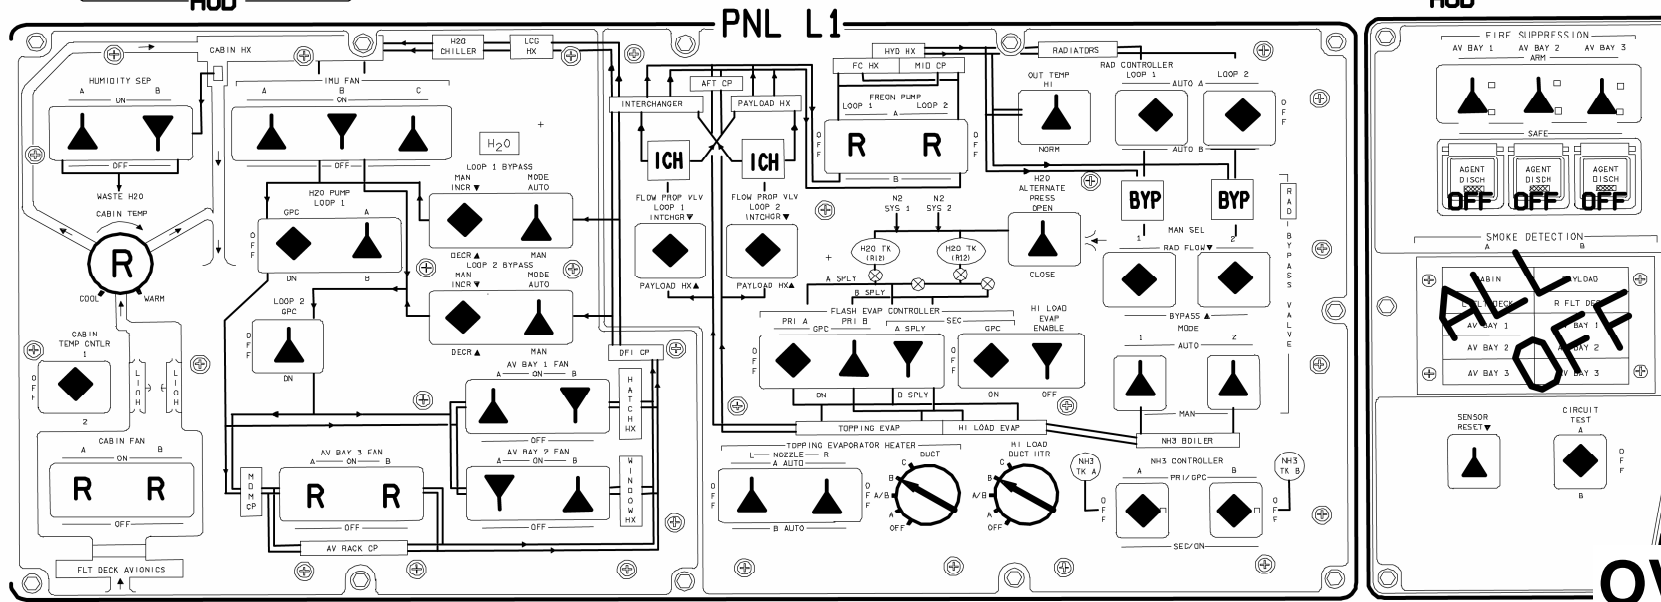 HUD
HUD
PNL L1
CABIN HX
H2O CHILLER
LCG HX
HUMIDITY SEP
A B
ON
OFF
WASTE H2O
CABIN TEMP
R
COOL WARM
IMU FAN
A B C
ON
OFF
H2O
LOOP 1 BYPASS
MAN INCR ▼
MODE AUTO
DECR ▲
MAN
LOOP 2 BYPASS
MAN INCR ▼
MODE AUTO
DECR ▲
MAN
H2O PUMP
LOOP 1
GPC A
OFF
ON B
LOOP 2
GPC
OFF
ON
CABIN TEMP CNTLR
1
OFF
2
CABIN FAN
A B
ON
R R
OFF
FLT DECK AVIONICS
LIOH
LIOH
AV BAY 1 FAN
A ON B
OFF
AV BAY 3 FAN
A ON B
R R
OFF
AV BAY 2 FAN
A ON B
OFF
MDM CP
AV RACK CP
DFI CP
HATCH HX
WINDOW HX
INTERCHANGER
AFT CP
PAYLOAD HX
ICH
ICH
FLOW PROP VLV
LOOP 1
INTCHGR ▼
PAYLOAD HX ▲
FLOW PROP VLV
LOOP 2
INTCHGR ▼
PAYLOAD HX ▲
HYD HX
FC HX
MID CP
FREON PUMP
LOOP 1 LOOP 2
A
OFF
R R
OFF
B
RADIATORS
OUT TEMP
HI
NORM
RAD CONTROLLER
LOOP 1 LOOP 2
AUTO A
OFF
AUTO B
BYP
BYP
N2 SYS 1
N2 SYS 2
H2O ALTERNATE PRESS
OPEN
CLOSE
H2O TK (R12)
H2O TK (R12)
A SPLY
B SPLY
MAN SEL
1 2
RAD FLOW ▼
BYPASS ▲
RAD BYPASS VALVE
MODE
1 2
AUTO
MAN
FLASH EVAP CONTROLLER
PRI A PRI B
GPC
SEC
A SPLY
GPC
OFF
ON
B SPLY
ON
HI LOAD EVAP
ENABLE
OFF
TOPPING EVAP
HI LOAD EVAP
NH3 BOILER
TOPPING EVAPORATOR HEATER
L NOZZLE R
A AUTO
OFF
OFF
B AUTO
DUCT
C
B
A/B
A
OFF
HI LOAD DUCT HTR
C
B
A/B
A
OFF
NH3 TK A
NH3 CONTROLLER
A B
PRI/GPC
NH3 TK B
OFF
OFF
SEC/ON
FIRE SUPPRESSION
AV BAY 1 AV BAY 2 AV BAY 3
ARM
SAFE
AGENT DISCH
AGENT DISCH
AGENT DISCH
OFF OFF OFF
SMOKE DETECTION
A B
CABIN
R FLT DECK
AV BAY 1 AV BAY 1
AV BAY 2 AV BAY 2
AV BAY 3 AV BAY 3
ALL OFF
SENSOR
RESET ▼
CIRCUIT TEST
A
OFF
B